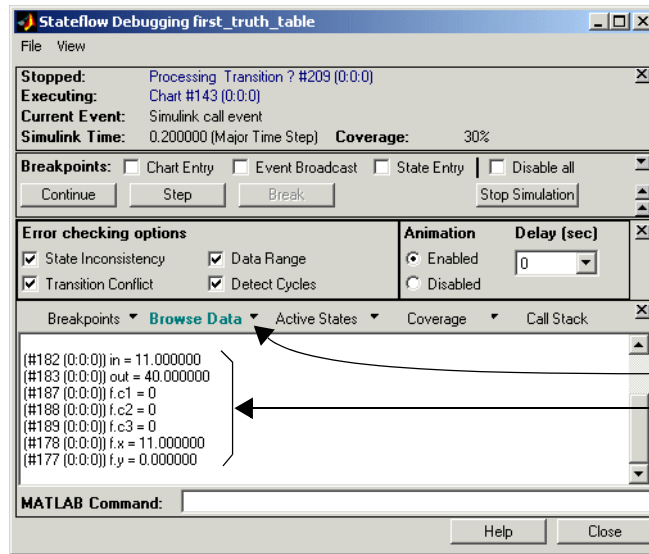 Stateflow Debugging first_truth_table
File View
Stopped: Processing Transition ? #209 (0:0:0)
Executing: Chart #143 (0:0:0)
Current Event: Simulink call event
Simulink Time: 0.200000 (Major Time Step) Coverage: 30%
Breakpoints: Chart Entry Event Broadcast State Entry Disable all
Continue Step Break Stop Simulation
Error checking options Animation Delay (sec)
State Inconsistency Data Range Enabled 0
Transition Conflict Detect Cycles Disabled
Breakpoints Browse Data Active States Coverage Call Stack
(#182 (0:0:0)) in = 11.000000
(#183 (0:0:0)) out = 40.000000
(#187 (0:0:0)) f.c1 = 0
(#188 (0:0:0)) f.c2 = 0
(#189 (0:0:0)) f.c3 = 0
(#178 (0:0:0)) f.x = 11.000000
(#177 (0:0:0)) f.y = 0.000000
MATLAB Command:
Help Close